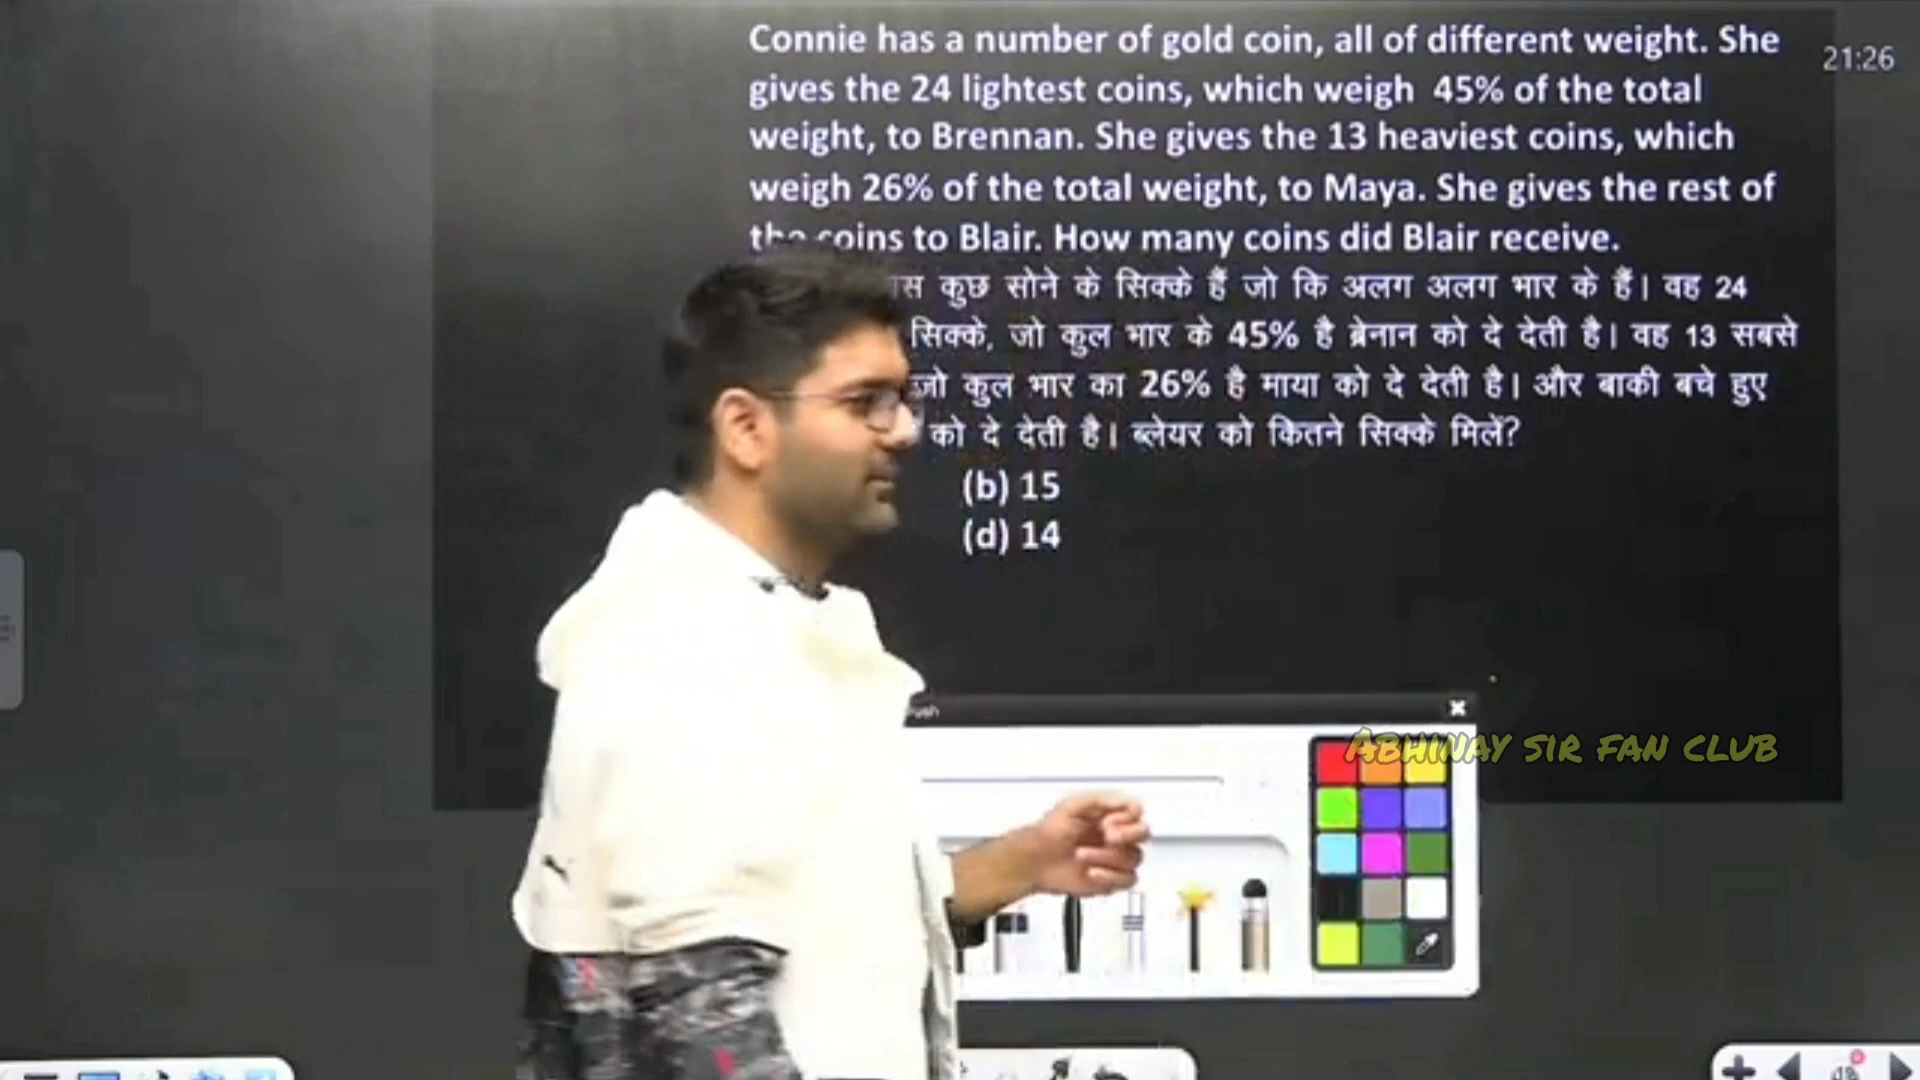 Connie has a number of gold coin, all of different weight. She
21:26
gives the 24 lightest coins, which weigh 45% of the total
weight, to Brennan. She gives the 13 heaviest coins, which
weigh 26% of the total weight, to Maya. She gives the rest of
the coins to Blair. How many coins did Blair receive.
कुछ सोने के सिक्के हैं जो कि अलग अलग भार के हैं। वह 24
सिक्के, जो कुल भार के 45% है ब्रेनान को दे देती है। वह 13 सबसे
जो कुल भार का 26% है माया को दे देती है। और बाकी बचे हुए
को दे देती है। ब्लेयर को कितने सिक्के मिलें?
(b) 15
(d) 14
ABHINAY SIR FAN CLUB